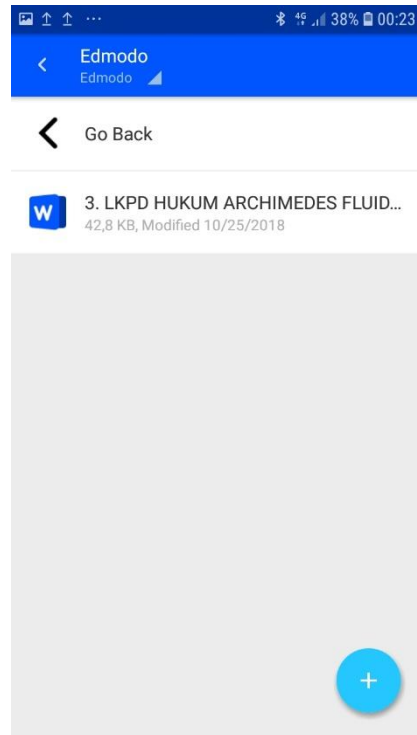 4G 38% 00:23
Edmodo
Edmodo
Go Back
W 3. LKPD HUKUM ARCHIMEDES FLUID...
42,8 KB, Modified 10/25/2018
+